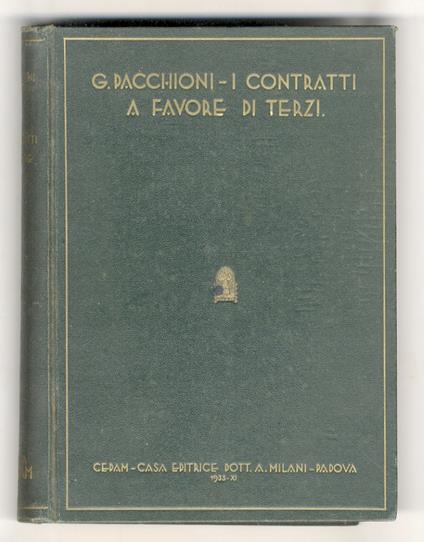 G. PACCHIONI - I CONTRATTI
A FAVORE DI TERZI.
CEDAM - CASA EDITRICE DOTT. A. MILANI - PADOVA
1933-XI